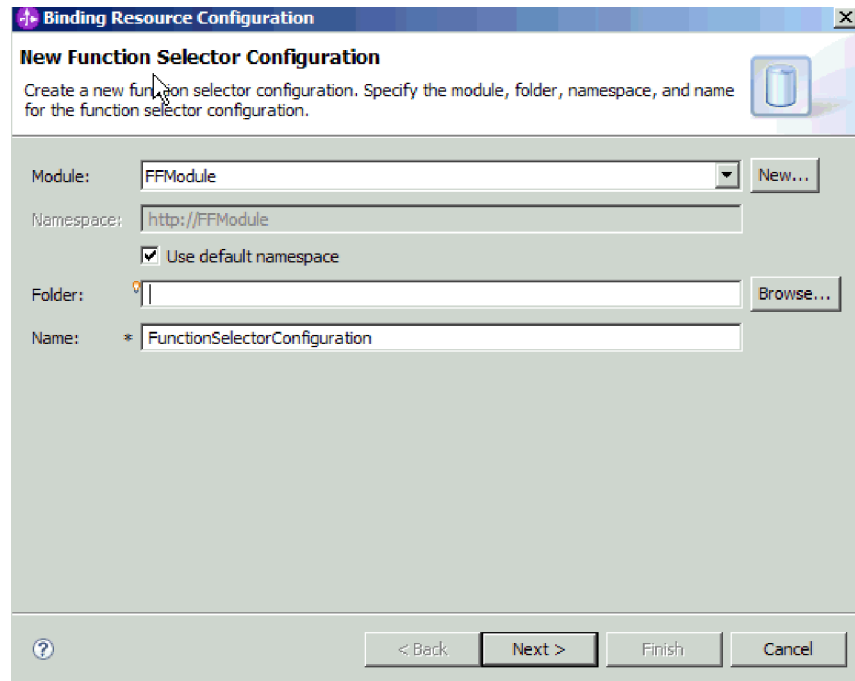 Binding Resource Configuration
New Function Selector Configuration
Create a new function selector configuration. Specify the module, folder, namespace, and name
for the function selector configuration.
Module: FFModule New...
Namespace: http://FFModule
Use default namespace
Folder: Browse...
Name: * FunctionSelectorConfiguration
? < Back Next > Finish Cancel